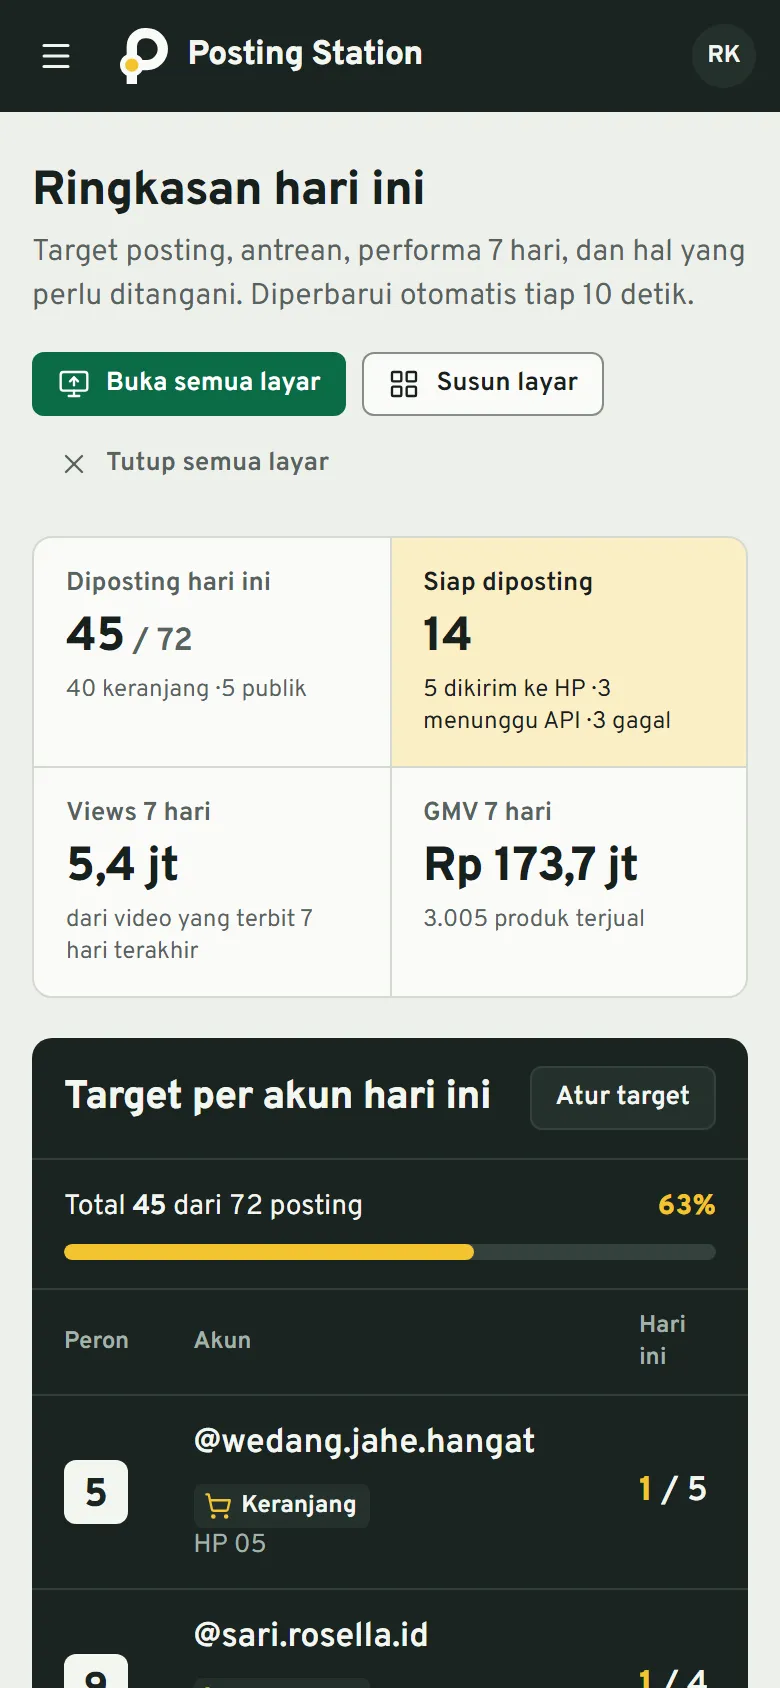 Posting Station
RK
Ringkasan hari ini
Target posting, antrean, performa 7 hari, dan hal yang
perlu ditangani. Diperbarui otomatis tiap 10 detik.
Buka semua layar
Susun layar
Tutup semua layar
Diposting hari ini
45 / 72
40 keranjang ·5 publik
Siap diposting
14
5 dikirim ke HP ·3
menunggu API ·3 gagal
Views 7 hari
5,4 jt
dari video yang terbit 7
hari terakhir
GMV 7 hari
Rp 173,7 jt
3.005 produk terjual
Target per akun hari ini
Atur target
Total 45 dari 72 posting
63%
Peron
Akun
Hari
ini
5
@wedang.jahe.hangat
Keranjang
HP 05
1 / 5
9
@sari.rosella.id
1 / 4